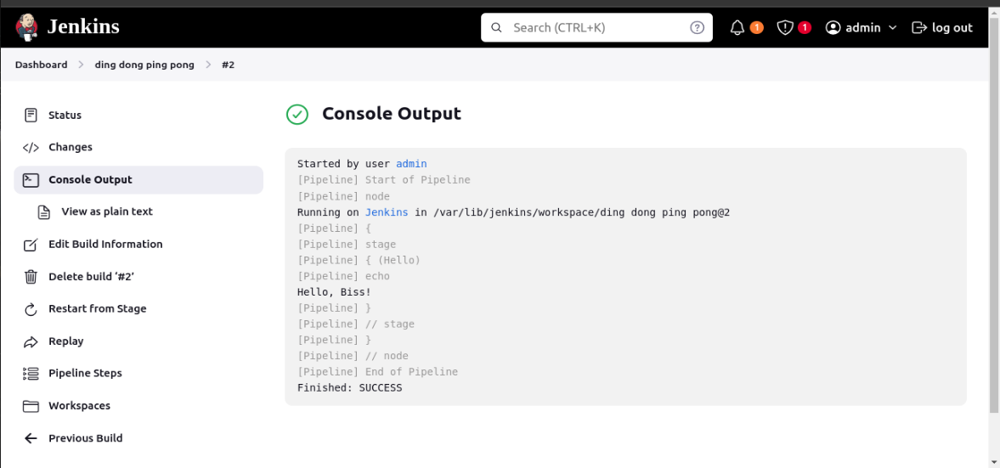 Jenkins
Search (CTRL+K)
?
1
1
admin
log out
Dashboard > ding dong ping pong > #2
Status
Changes
Console Output
View as plain text
Edit Build Information
Delete build ‘#2’
Restart from Stage
Replay
Pipeline Steps
Workspaces
Previous Build
Console Output
Started by user admin
[Pipeline] Start of Pipeline
[Pipeline] node
Running on Jenkins in /var/lib/jenkins/workspace/ding dong ping pong@2
[Pipeline] {
[Pipeline] stage
[Pipeline] { (Hello)
[Pipeline] echo
Hello, Biss!
[Pipeline] }
[Pipeline] // stage
[Pipeline] }
[Pipeline] // node
[Pipeline] End of Pipeline
Finished: SUCCESS